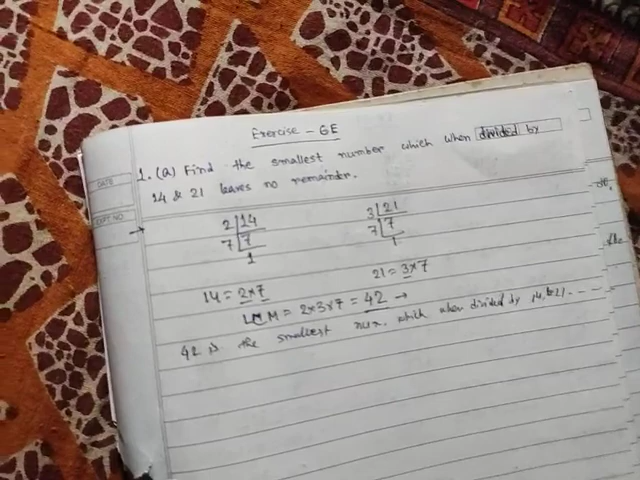 Exercise - 6E
DATE
1. (a) Find the smallest number which when divided by
14 & 21 leaves no remainder.
2 | 14
7 | 7
1
3 | 21
7 | 7
1
14 = 2×7
21 = 3×7
LCM = 2×3×7 = 42 →
42 is the smallest num. which when divided by 14, & 21 - - - -